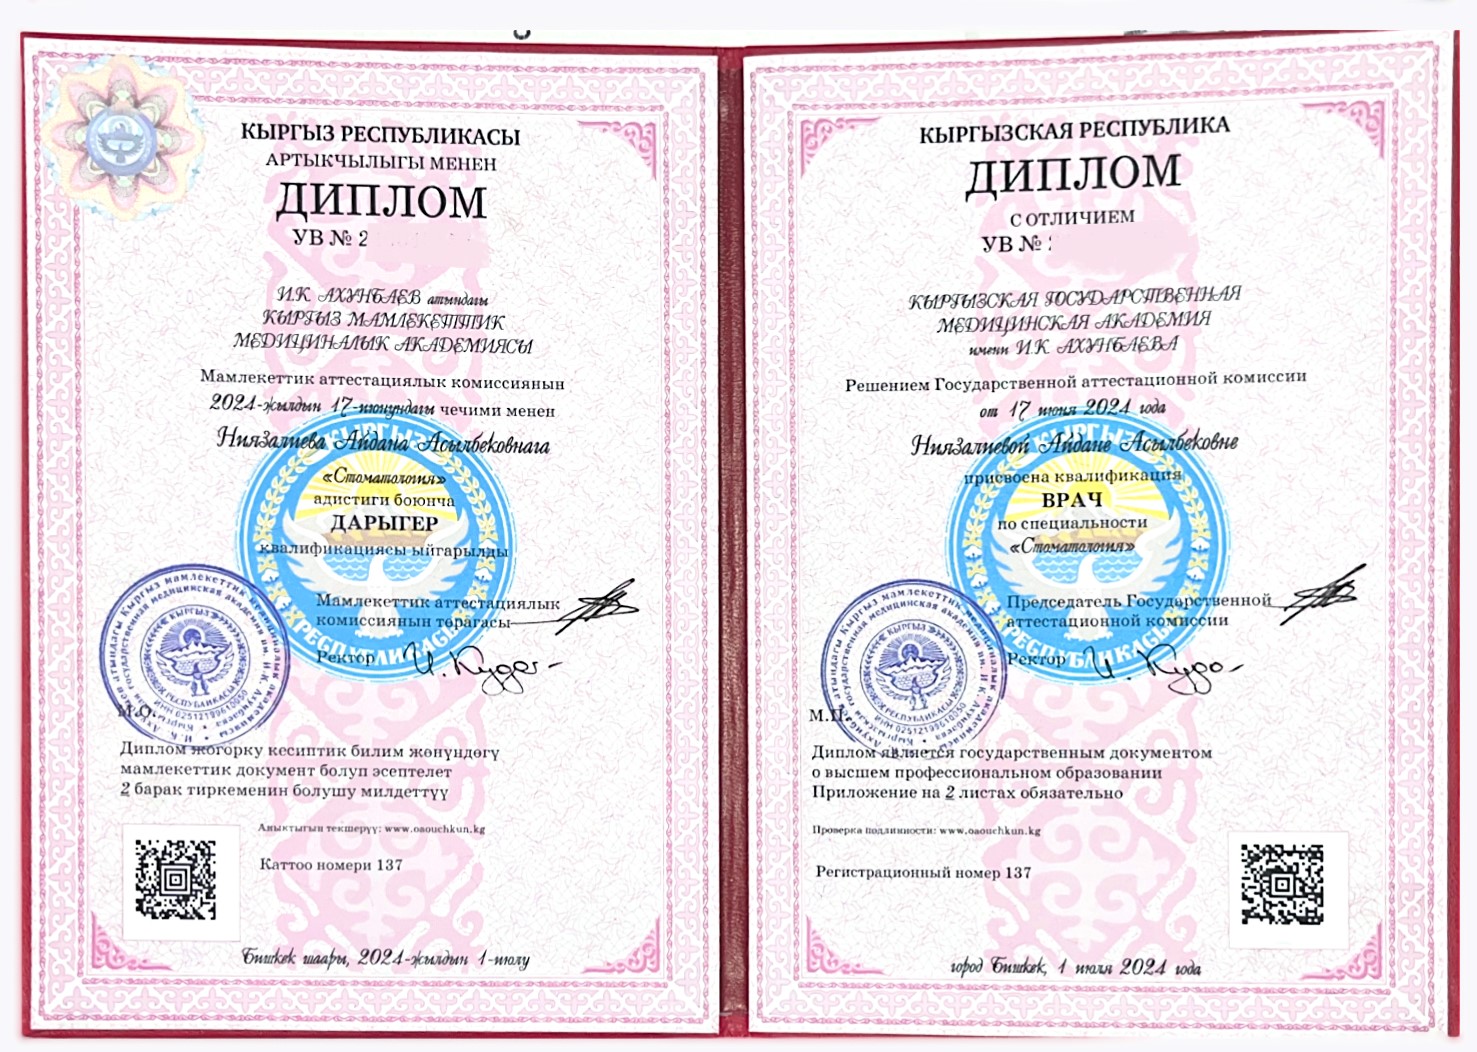 КЫРГЫЗ РЕСПУБЛИКАСЫ
АРТЫКЧЫЛЫГЫ МЕНЕН
ДИПЛОМ
УВ № 2
И.К. АХУНБАЕВ атындагы
КЫРГЫЗ МАМЛЕКЕТТИК
МЕДИЦИНАЛЫК АКАДЕМИЯСЫ
Мамлекеттик аттестациялык комиссиянын
2024-жылдын 17-июнундагы чечими менен
Ниязалиева Айдана Асылбековнага
«Стоматология»
адистиги боюнча
ДАРЫГЕР
квалификациясы ыйгарылды
Мамлекеттик аттестациялык
комиссиянын төрагасы
Ректор
М.О.
Диплом жогорку кесиптик билим жөнүндөгү
мамлекеттик документ болуп эсептелет
2 барак тиркеменин болушу милдеттүү
Аныктыгын текшерүү: www.oaouchkun.kg
Каттоо номери 137
Бишкек шаары, 2024-жылдын 1-июлу
КЫРГЫЗСКАЯ РЕСПУБЛИКА
ДИПЛОМ
С ОТЛИЧИЕМ
УВ №
КЫРГЫЗСКАЯ ГОСУДАРСТВЕННАЯ
МЕДИЦИНСКАЯ АКАДЕМИЯ
имени И.К. АХУНБАЕВА
Решением Государственной аттестационной комиссии
от 17 июня 2024 года
Ниязалиевой Айдане Асылбековне
присвоена квалификация
ВРАЧ
по специальности
«Стоматология»
Председатель Государственной
аттестационной комиссии
Ректор
М.П.
Диплом является государственным документом
о высшем профессиональном образовании
Приложение на 2 листах обязательно
Проверка подлинности: www.oaouchkun.kg
Регистрационный номер 137
город Бишкек, 1 июля 2024 года